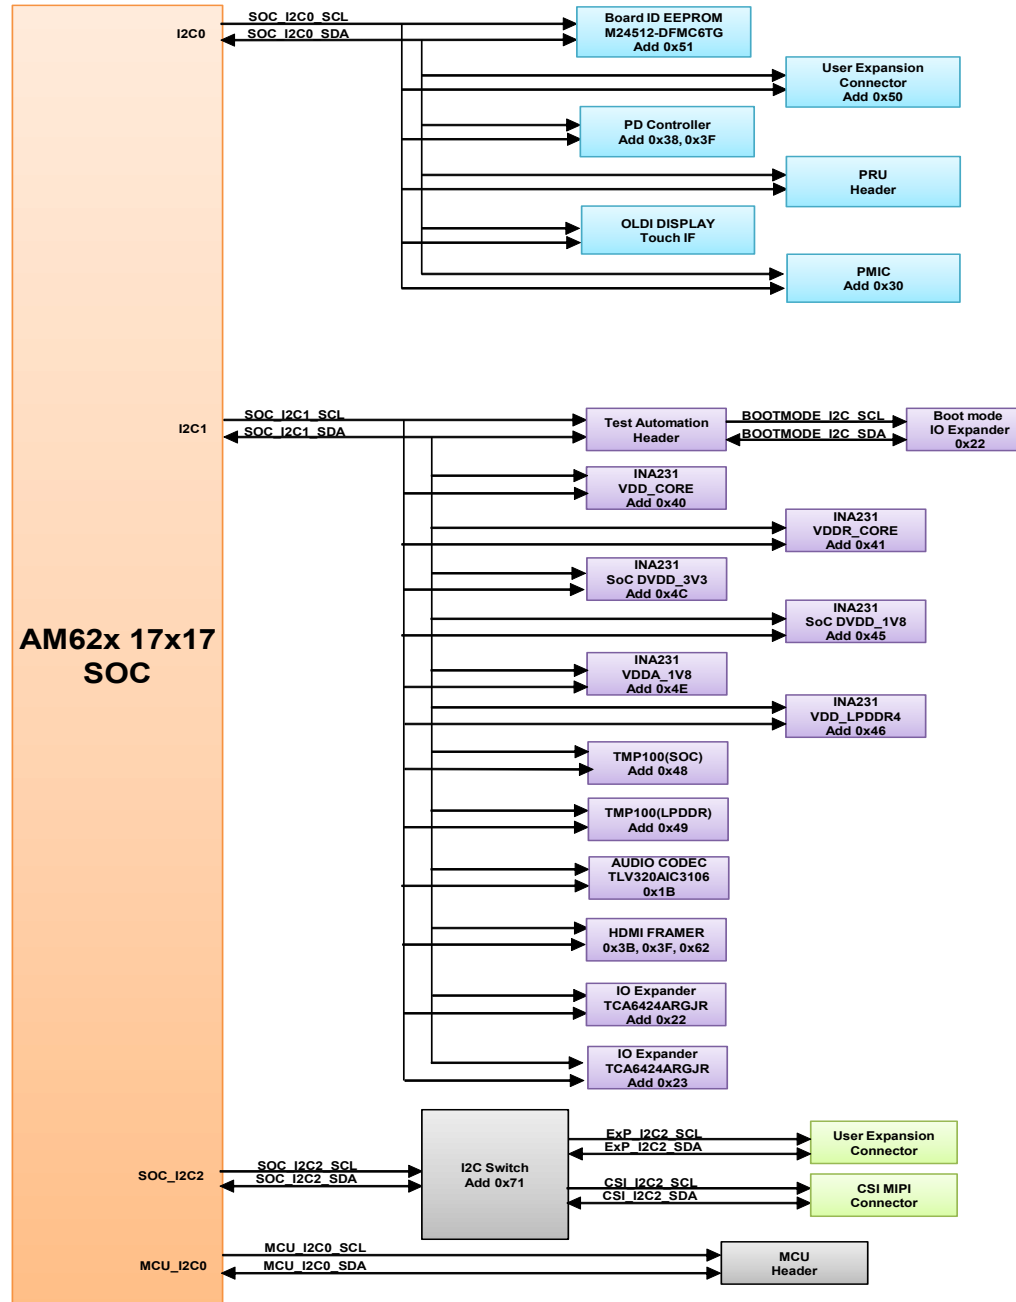 I2C0
SOC_I2C0_SCL
SOC_I2C0_SDA
Board ID EEPROM
M24512-DFMC6TG
Add 0x51
User Expansion
Connector
Add 0x50
PD Controller
Add 0x38, 0x3F
PRU
Header
OLDI DISPLAY
Touch IF
PMIC
Add 0x30
I2C1
SOC_I2C1_SCL
SOC_I2C1_SDA
Test Automation
Header
BOOTMODE_I2C_SCL
BOOTMODE_I2C_SDA
Boot mode
IO Expander
0x22
INA231
VDD_CORE
Add 0x40
INA231
VDDR_CORE
Add 0x41
INA231
SoC DVDD_3V3
Add 0x4C
INA231
SoC DVDD_1V8
Add 0x45
AM62x 17x17
SOC
INA231
VDDA_1V8
Add 0x4E
INA231
VDD_LPDDR4
Add 0x46
TMP100(SOC)
Add 0x48
TMP100(LPDDR)
Add 0x49
AUDIO CODEC
TLV320AIC3106
0x1B
HDMI FRAMER
0x3B, 0x3F, 0x62
IO Expander
TCA6424ARGJR
Add 0x22
IO Expander
TCA6424ARGJR
Add 0x23
SOC_I2C2
SOC_I2C2_SCL
SOC_I2C2_SDA
I2C Switch
Add 0x71
ExP_I2C2_SCL
ExP_I2C2_SDA
User Expansion
Connector
CSI_I2C2_SCL
CSI_I2C2_SDA
CSI MIPI
Connector
MCU_I2C0
MCU_I2C0_SCL
MCU_I2C0_SDA
MCU
Header